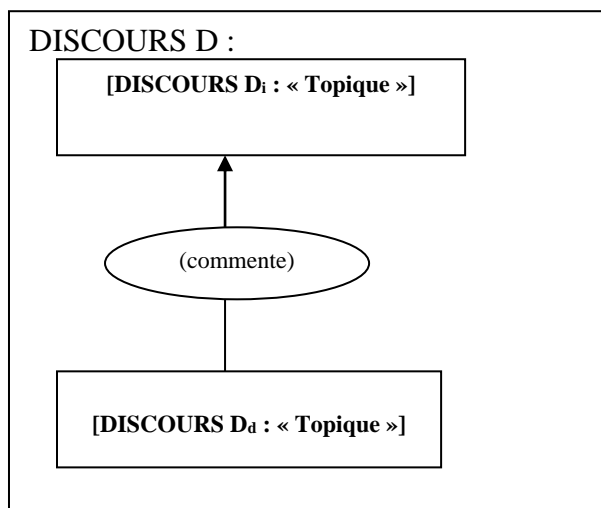 DISCOURS D :
[DISCOURS Di : « Topique »]
(commente)
[DISCOURS Dd : « Topique »]